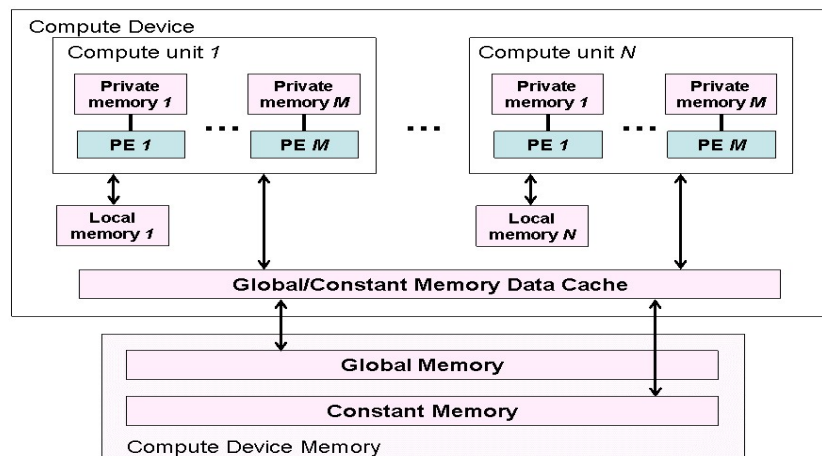 Compute Device
Compute unit 1
Compute unit N
Private memory 1
Private memory M
Private memory 1
Private memory M
PE 1
PE M
PE 1
PE M
Local memory 1
Local memory N
Global/Constant Memory Data Cache
Global Memory
Constant Memory
Compute Device Memory